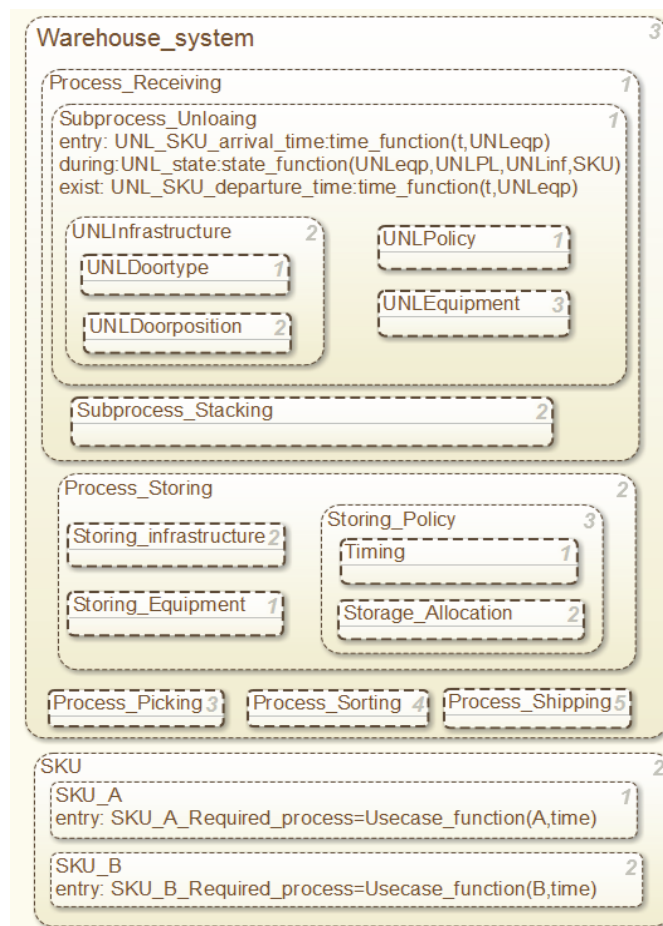 Warehouse_system 3
Process_Receiving 1
Subprocess_Unloaing 1
entry: UNL_SKU_arrival_time:time_function(t,UNLeqp)
during:UNL_state:state_function(UNLeqp,UNLPL,UNLinf,SKU)
exist: UNL_SKU_departure_time:time_function(t,UNLeqp)
UNLInfrastructure 2
UNLDoortype 1
UNLDoorposition 2
UNLPolicy 1
UNLEquipment 3
Subprocess_Stacking 2
Process_Storing 2
Storing_infrastructure 2
Storing_Equipment 1
Storing_Policy 3
Timing 1
Storage_Allocation 2
Process_Picking 3
Process_Sorting 4
Process_Shipping 5
SKU 2
SKU_A 1
entry: SKU_A_Required_process=Usecase_function(A,time)
SKU_B 2
entry: SKU_B_Required_process=Usecase_function(B,time)